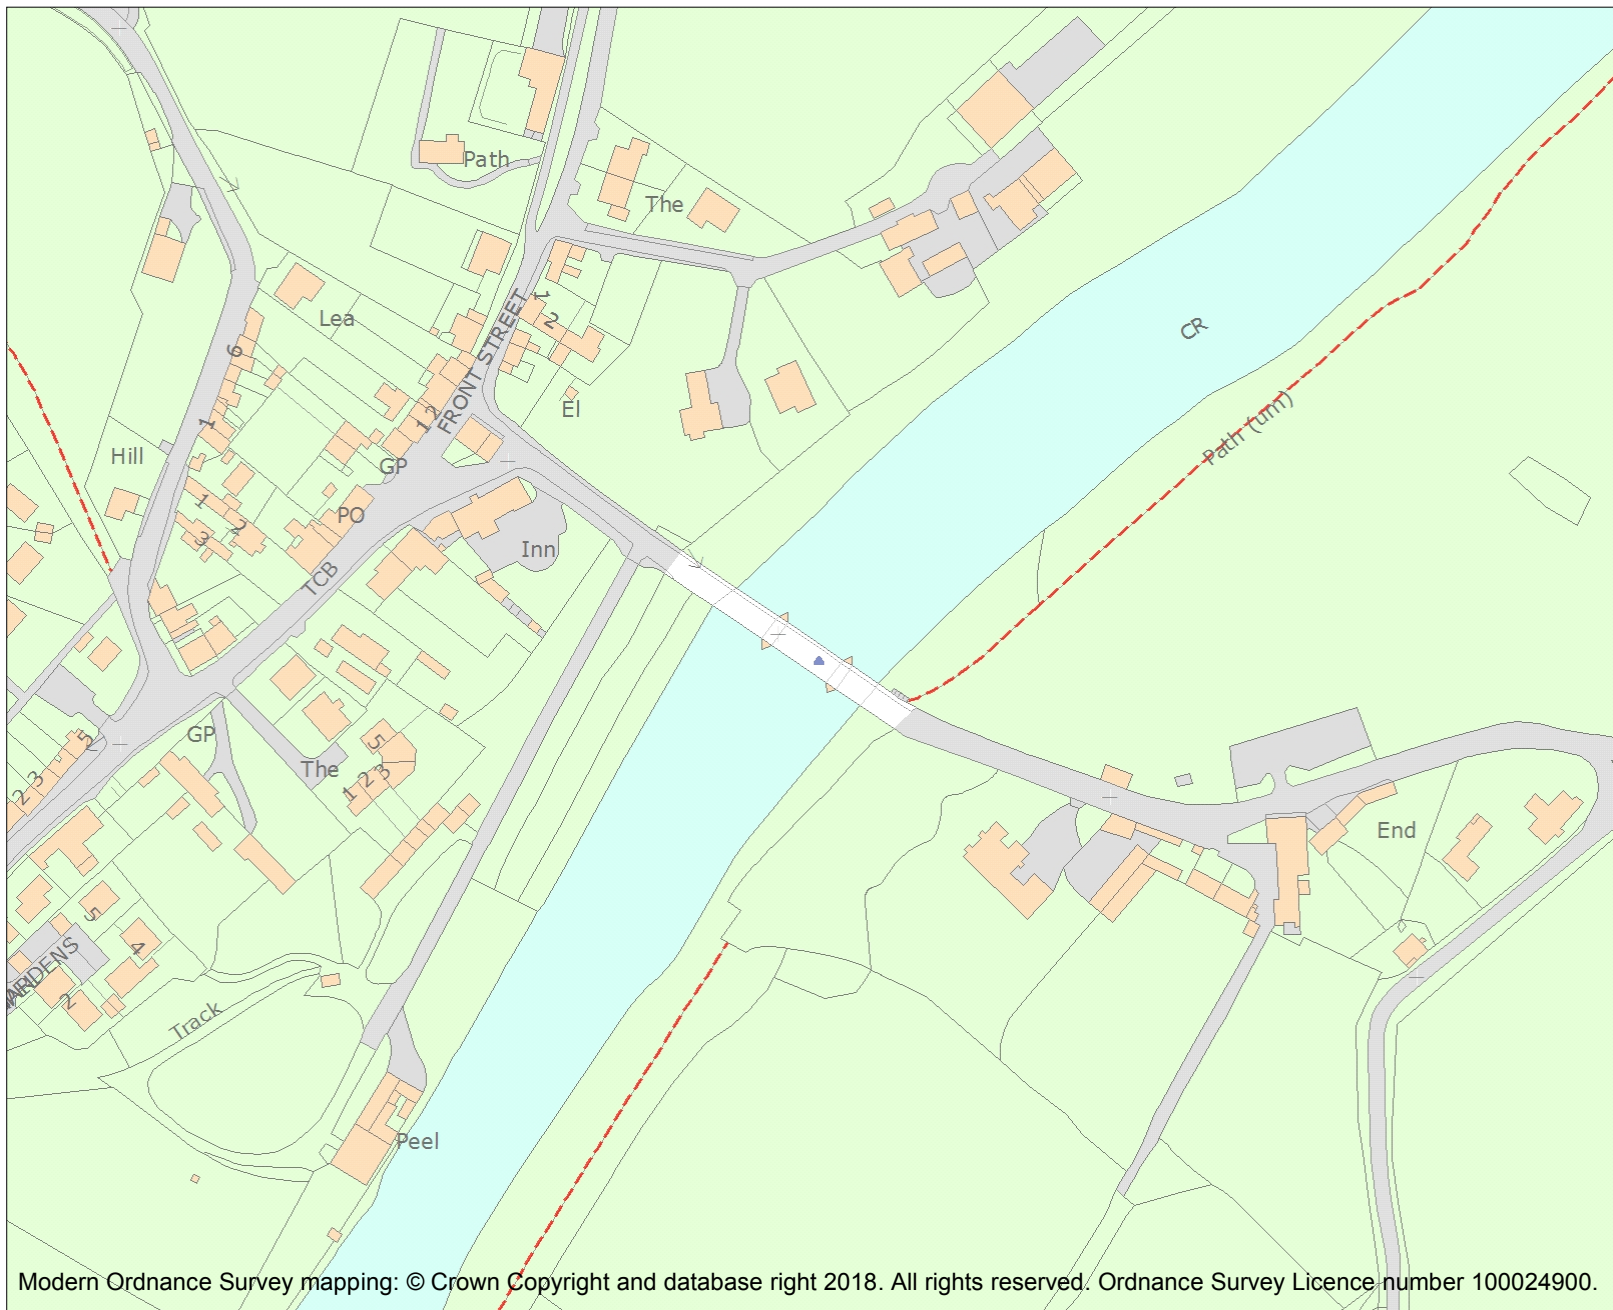 Path
The
CR
Lea
1
2
FRONT STREET
6
1
1 2
El
Path (um)
Hill
GP
1
2
3
PO
Inn
TCB
GP
5
The
5
1 2 3
2 3
End
5
4
2
Track
Peel
Modern Ordnance Survey mapping: © Crown Copyright and database right 2018. All rights reserved. Ordnance Survey Licence number 100024900.